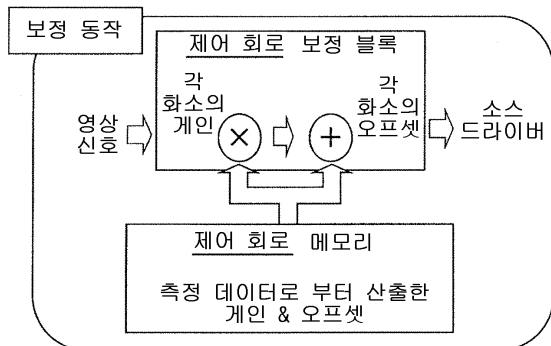 보정 동작
제어 회로 보정 블록
각
화소의
게인
각
화소의
오프셋
영상
신호
×
+
소스
드라이버
제어 회로 메모리
측정 데이터로 부터 산출한
게인 & 오프셋